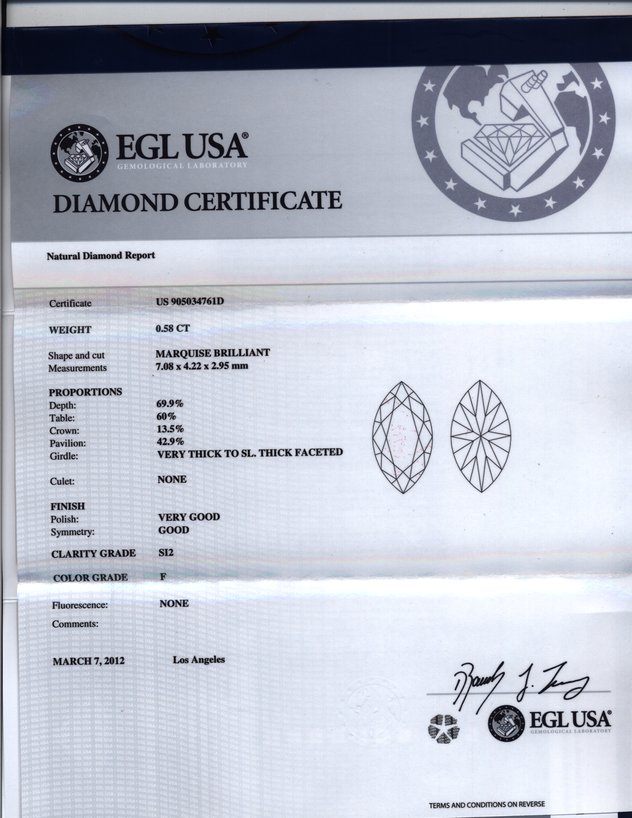 EGL USA®
GEMOLOGICAL LABORATORY
DIAMOND CERTIFICATE
Natural Diamond Report
Certificate US 905034761D
WEIGHT 0.58 CT
Shape and cut MARQUISE BRILLIANT
Measurements 7.08 x 4.22 x 2.95 mm
PROPORTIONS
Depth: 69.9%
Table: 60%
Crown: 13.5%
Pavilion: 42.9%
Girdle: VERY THICK TO SL. THICK FACETED
Culet: NONE
FINISH
Polish: VERY GOOD
Symmetry: GOOD
CLARITY GRADE SI2
COLOR GRADE F
Fluorescence: NONE
Comments:
MARCH 7, 2012 Los Angeles
EGL USA®
GEMOLOGICAL LABORATORY
TERMS AND CONDITIONS ON REVERSE